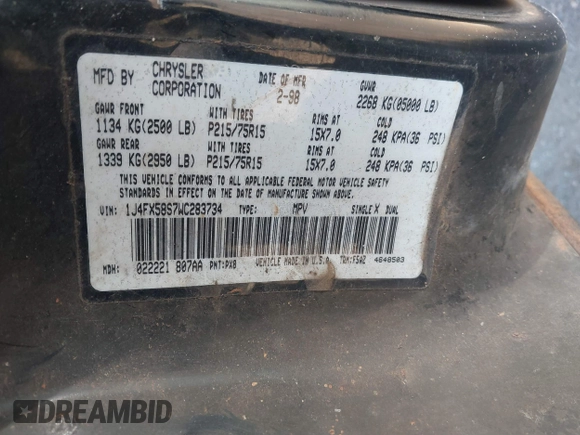 MFD BY CHRYSLER CORPORATION DATE OF MFR 2-98 GVWR 2268 KG(05000 LB)
GAWR FRONT WITH TIRES RIMS AT COLD
1134 KG(2500 LB) P215/75R15 15X7.0 248 KPA(36 PSI)
GAWR REAR WITH TIRES RIMS AT COLD
1339 KG(2950 LB) P215/75R15 15X7.0 248 KPA(36 PSI)
THIS VEHICLE CONFORMS TO ALL APPLICABLE FEDERAL MOTOR VEHICLE SAFETY
STANDARDS IN EFFECT ON THE DATE OF MANUFACTURE SHOWN ABOVE.
VIN: 1J4FX58S7WC283734 TYPE: MPV SINGLE X DUAL
MDH: 022221 807AA PNT:PX8 VEHICLE MADE IN U.S.A TRM:F5AZ 4648503
DREAMBID